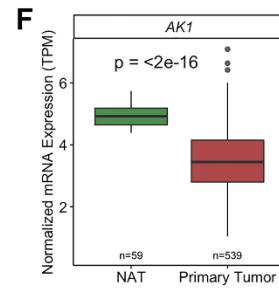 F
AK1
Normalized mRNA Expression (TPM)
p = <2e-16
6
4
2
n=59
n=539
NAT
Primary Tumor